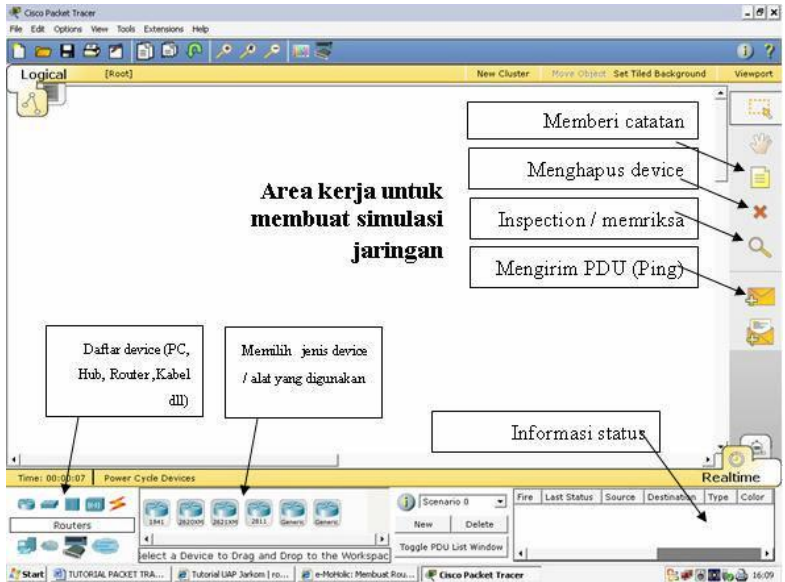 Cisco Packet Tracer
File Edit Options View Tools Extensions Help
Logical [Root] New Cluster Move Object Set Tiled Background Viewport
Memberi catatan
Menghapus device
Area kerja untuk
membuat simulasi
jaringan
Inspection / memriksa
Mengirim PDU (Ping)
Daftar device (PC,
Hub, Router ,Kabel
dll)
Memilih jenis device
/ alat yang digunakan
Informasi status
Time: 00:00:07 Power Cycle Devices Realtime
Routers
1841 2620XM 2621XM 2811 Generic Generic
Select a Device to Drag and Drop to the Workspac
Scenario 0
New Delete
Toggle PDU List Window
Fire Last Status Source Destination Type Color
Start TUTORIAL PACKET TRA... Tutorial UAP Jarkom | ro... e-MoHolic: Membuat Rou... Cisco Packet Tracer 16:09